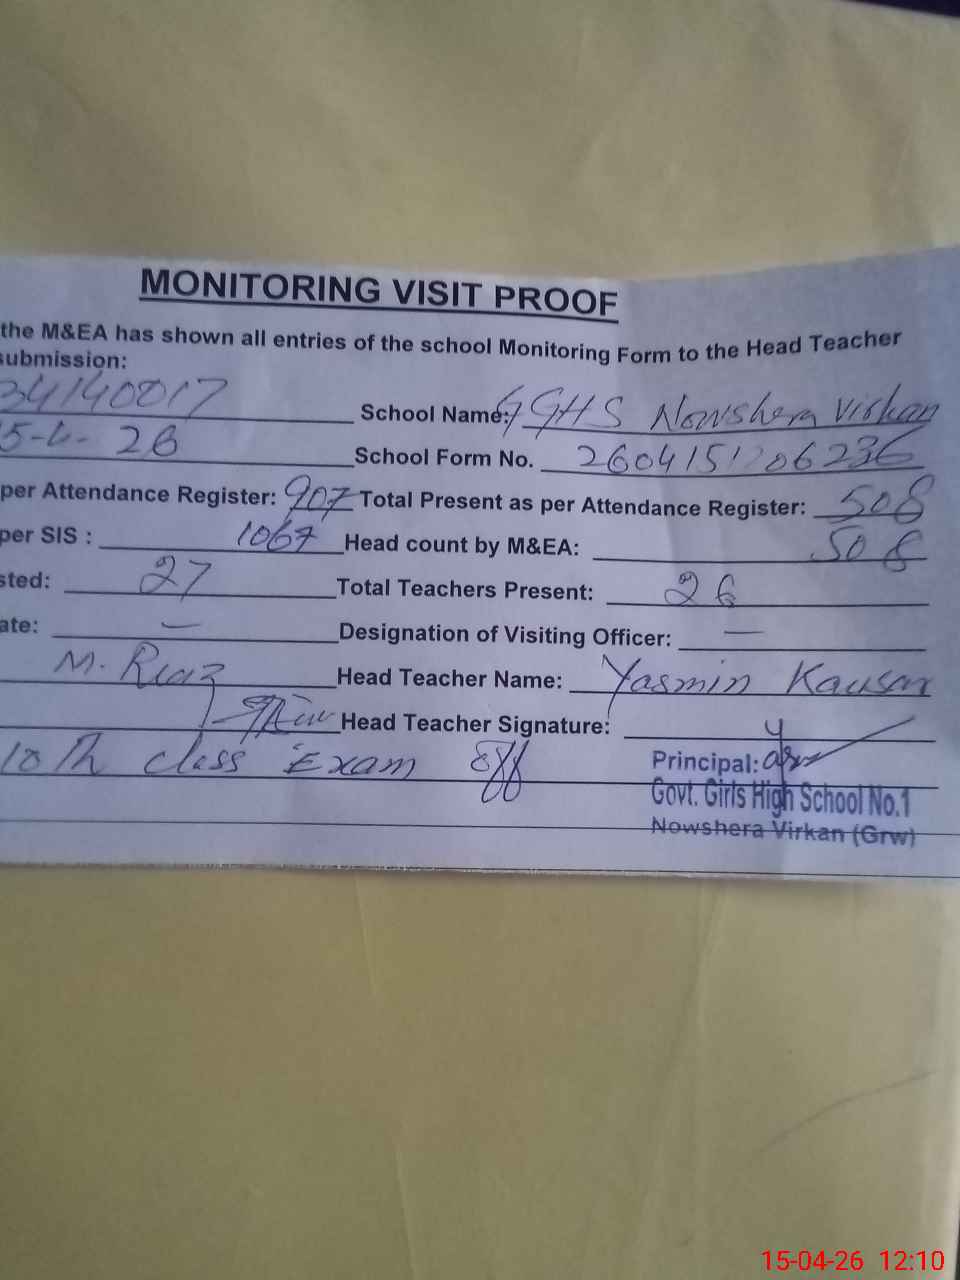 MONITORING VISIT PROOF
the M&EA has shown all entries of the school Monitoring Form to the Head Teacher
submission:
34140017 School Name: GGHS Nowshera Virkan
5-4-26 School Form No. 260415 06236
per Attendance Register: 907 Total Present as per Attendance Register: 508
per SIS : 1067 Head count by M&EA: 508
sted: 27 Total Teachers Present: 26
ate: — Designation of Visiting Officer: —
M. Riaz Head Teacher Name: Yasmin Kausar
Head Teacher Signature:
10th class Exam off
Principal:
Govt. Girls High School No.1
Nowshera Virkan (Grw)
15-04-26 12:10